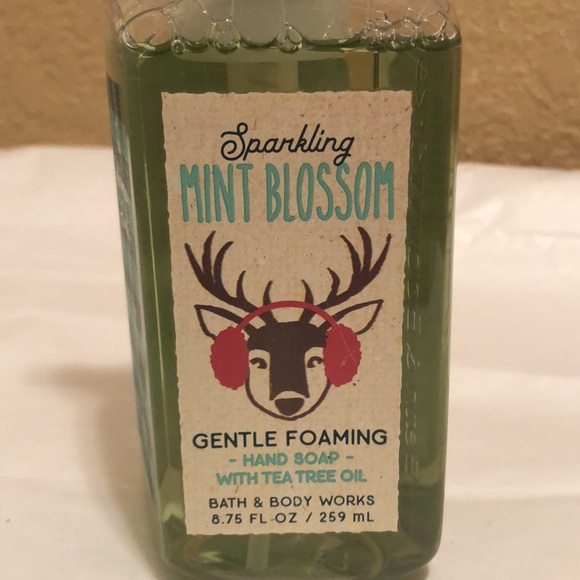 Sparkling
MINT BLOSSOM
GENTLE FOAMING
- HAND SOAP -
WITH TEA TREE OIL
BATH & BODY WORKS
8.75 FL OZ / 259 mL